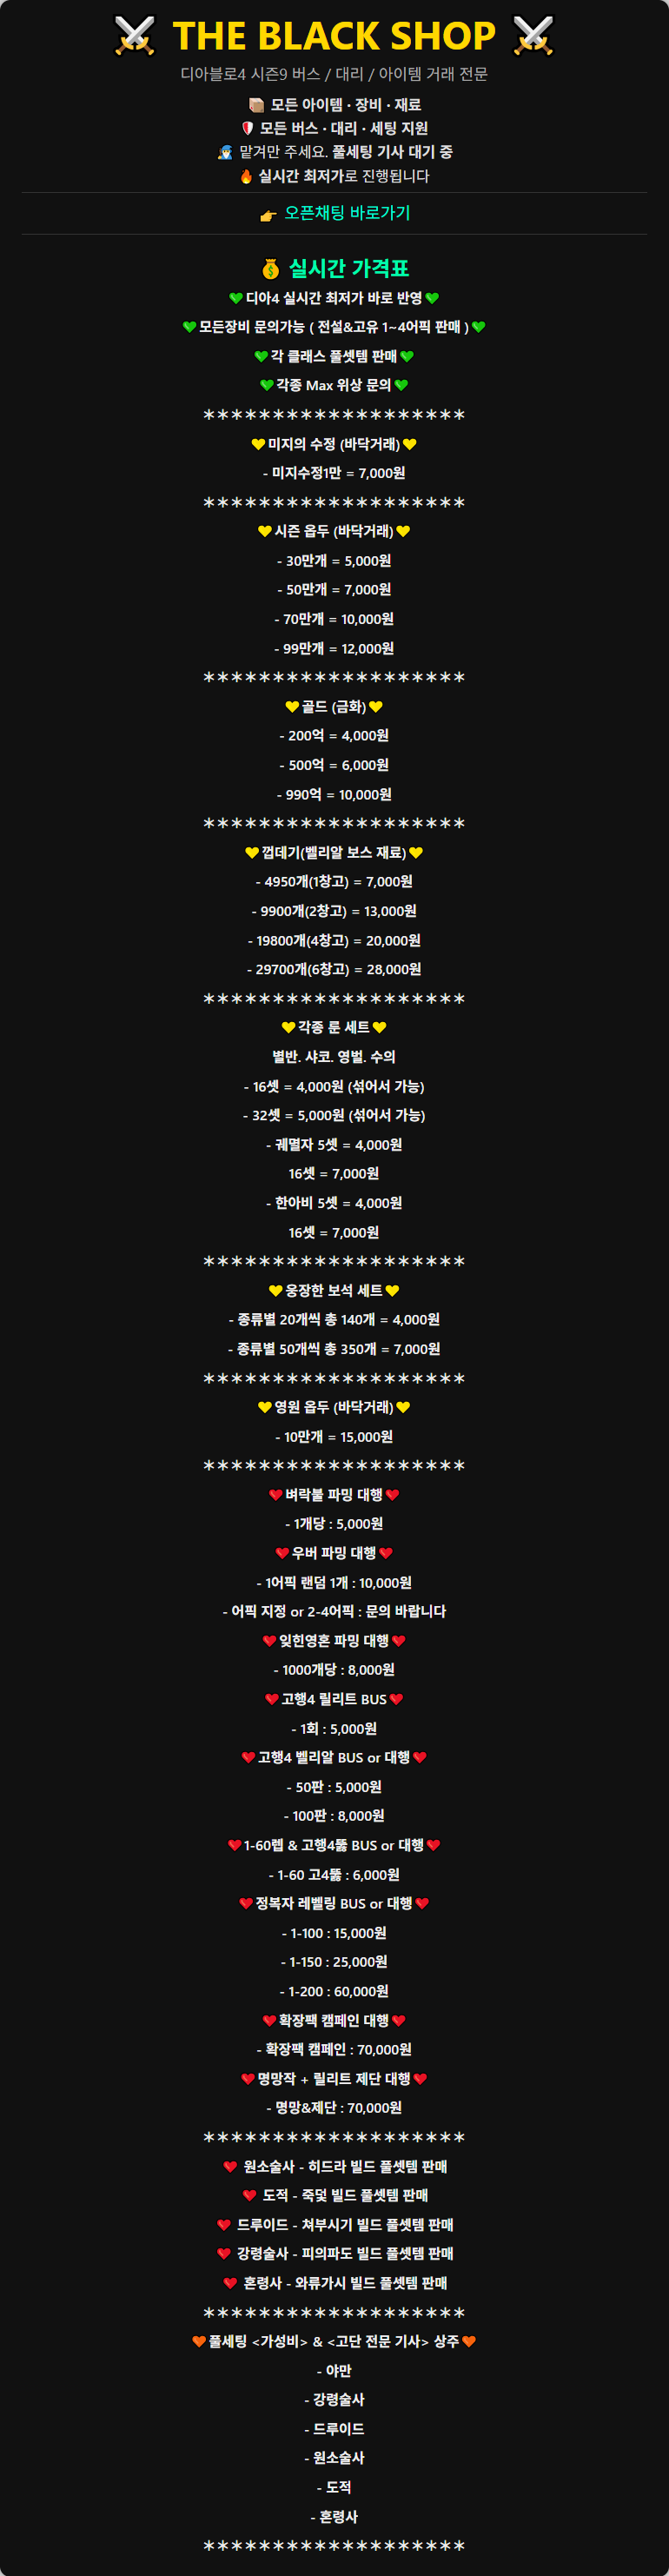 ⚔️ THE BLACK SHOP ⚔️
디아블로4 시즌9 버스 / 대리 / 아이템 거래 전문
📦 모든 아이템 · 장비 · 재료
🛡️ 모든 버스 · 대리 · 세팅 지원
🧙‍♂️ 맡겨만 주세요. 풀세팅 기사 대기 중
🔥 실시간 최저가로 진행됩니다
👉 오픈채팅 바로가기
💰 실시간 가격표
💚디아4 실시간 최저가 바로 반영💚
💚모든장비 문의가능 ( 전설&고유 1~4어픽 판매 )💚
💚각 클래스 풀셋템 판매💚
💚각종 Max 위상 문의💚
*******************
💛미지의 수정 (바닥거래)💛
- 미지수정1만 = 7,000원
*******************
💛시즌 옵두 (바닥거래)💛
- 30만개 = 5,000원
- 50만개 = 7,000원
- 70만개 = 10,000원
- 99만개 = 12,000원
*******************
💛골드 (금화)💛
- 200억 = 4,000원
- 500억 = 6,000원
- 990억 = 10,000원
*******************
💛껍데기(벨리알 보스 재료)💛
- 4950개(1창고) = 7,000원
- 9900개(2창고) = 13,000원
- 19800개(4창고) = 20,000원
- 29700개(6창고) = 28,000원
*******************
💛각종 룬 세트💛
별반. 샤코. 영벌. 수의
- 16셋 = 4,000원 (섞어서 가능)
- 32셋 = 5,000원 (섞어서 가능)
- 궤멸자 5셋 = 4,000원
16셋 = 7,000원
- 한아비 5셋 = 4,000원
16셋 = 7,000원
*******************
💛웅장한 보석 세트💛
- 종류별 20개씩 총 140개 = 4,000원
- 종류별 50개씩 총 350개 = 7,000원
*******************
💛영원 옵두 (바닥거래)💛
- 10만개 = 15,000원
*******************
❤️벼락불 파밍 대행❤️
- 1개당 : 5,000원
❤️우버 파밍 대행❤️
- 1어픽 랜덤 1개 : 10,000원
- 어픽 지정 or 2-4어픽 : 문의 바랍니다
❤️잊힌영혼 파밍 대행❤️
- 1000개당 : 8,000원
❤️고행4 릴리트 BUS❤️
- 1회 : 5,000원
❤️고행4 벨리알 BUS or 대행❤️
- 50판 : 5,000원
- 100판 : 8,000원
❤️1-60렙 & 고행4뚫 BUS or 대행❤️
- 1-60 고4뚫 : 6,000원
❤️정복자 레벨링 BUS or 대행❤️
- 1-100 : 15,000원
- 1-150 : 25,000원
- 1-200 : 60,000원
❤️확장팩 캠페인 대행❤️
- 확장팩 캠페인 : 70,000원
❤️명망작 + 릴리트 제단 대행❤️
- 명망&제단 : 70,000원
*******************
❤️ 원소술사 - 히드라 빌드 풀셋템 판매
❤️ 도적 - 죽덫 빌드 풀셋템 판매
❤️ 드루이드 - 쳐부시기 빌드 풀셋템 판매
❤️ 강령술사 - 피의파도 빌드 풀셋템 판매
❤️ 혼령사 - 와류가시 빌드 풀셋템 판매
*******************
🧡풀세팅 <가성비> & <고단 전문 기사> 상주🧡
- 야만
- 강령술사
- 드루이드
- 원소술사
- 도적
- 혼령사
*******************